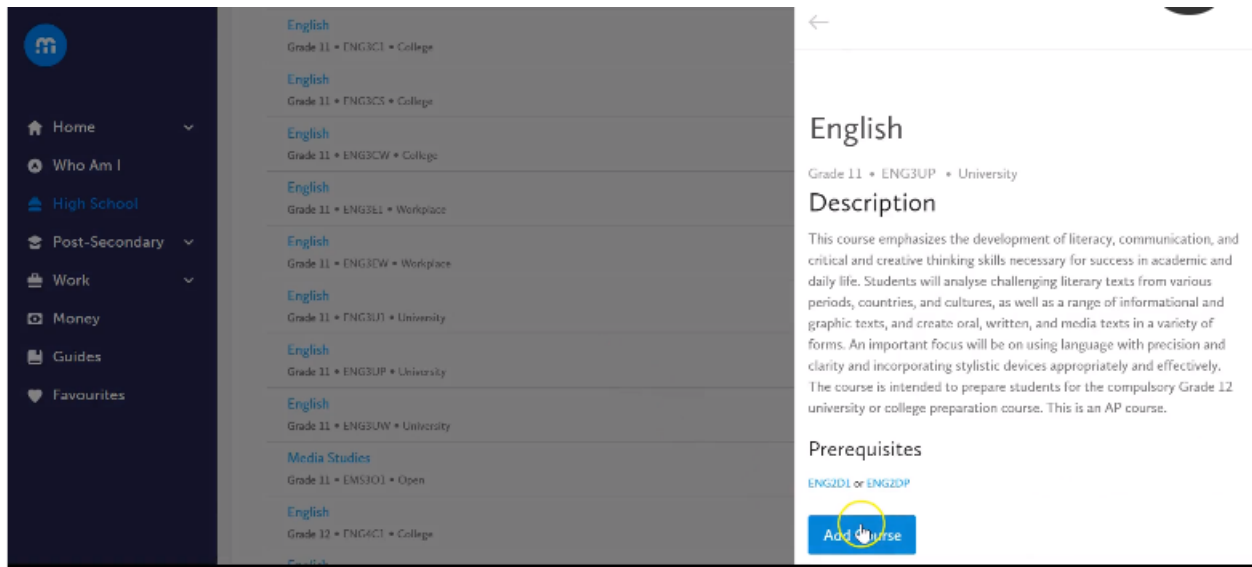 m
Home
Who Am I
High School
Post-Secondary
Work
Money
Guides
Favourites
English
Grade 11 • ENG3C1 • College
English
Grade 11 • ENG3CS • College
English
Grade 11 • ENG3CW • College
English
Grade 11 • ENG3E1 • Workplace
English
Grade 11 • ENG3EW • Workplace
English
Grade 11 • ENG3U1 • University
English
Grade 11 • ENG3UP • University
English
Grade 11 • ENG3UW • University
Media Studies
Grade 11 • EMS3O1 • Open
English
Grade 12 • ENG4C1 • College
English
English
Grade 11 • ENG3UP • University
Description
This course emphasizes the development of literacy, communication, and
critical and creative thinking skills necessary for success in academic and
daily life. Students will analyse challenging literary texts from various
periods, countries, and cultures, as well as a range of informational and
graphic texts, and create oral, written, and media texts in a variety of
forms. An important focus will be on using language with precision and
clarity and incorporating stylistic devices appropriately and effectively.
The course is intended to prepare students for the compulsory Grade 12
university or college preparation course. This is an AP course.
Prerequisites
ENG2D1 or ENG2DP
Add Course